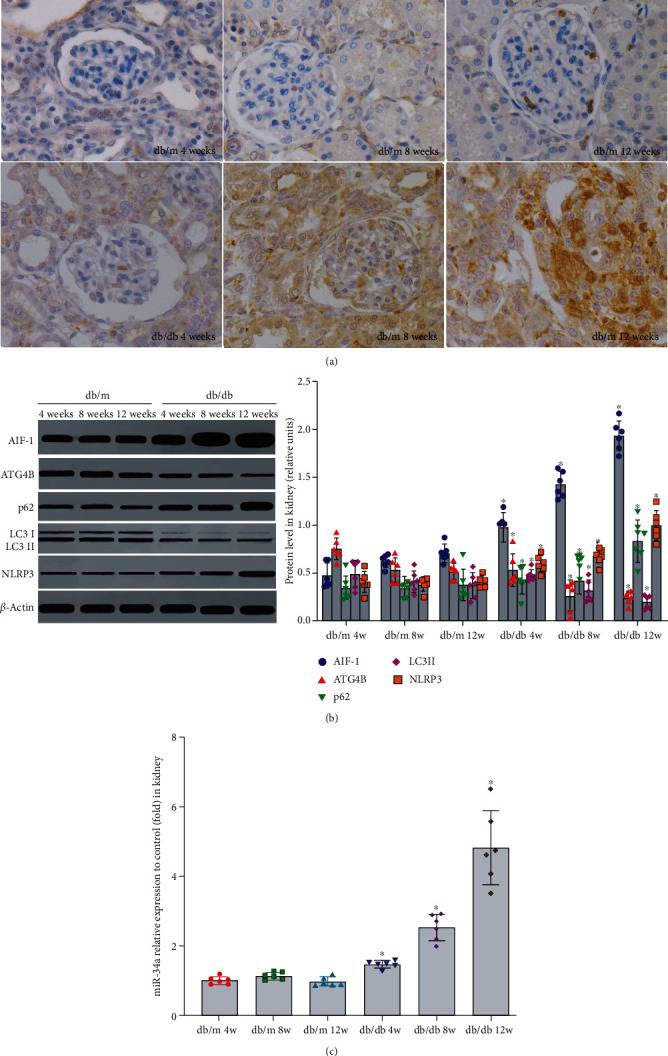 db/m 4 weeks
db/m 8 weeks
db/m 12 weeks
db/db 4 weeks
db/m 8 weeks
db/m 12 weeks
(a)
db/m
db/db
4 weeks 8 weeks 12 weeks 4 weeks 8 weeks 12 weeks
AIF-1
ATG4B
p62
LC3 I
LC3 II
NLRP3
β-Actin
Protein level in kidney (relative units)
2.5
2.0
1.5
1.0
0.5
0.0
* * * * * * * * * * * * * * *
db/m 4w
db/m 8w
db/m 12w
db/db 4w
db/db 8w
db/db 12w
AIF-1
ATG4B
p62
LC3II
NLRP3
(b)
miR-34a relative expression to control (fold) in kidney
8
6
4
2
0
* * *
db/m 4w
db/m 8w
db/m 12w
db/db 4w
db/db 8w
db/db 12w
(c)